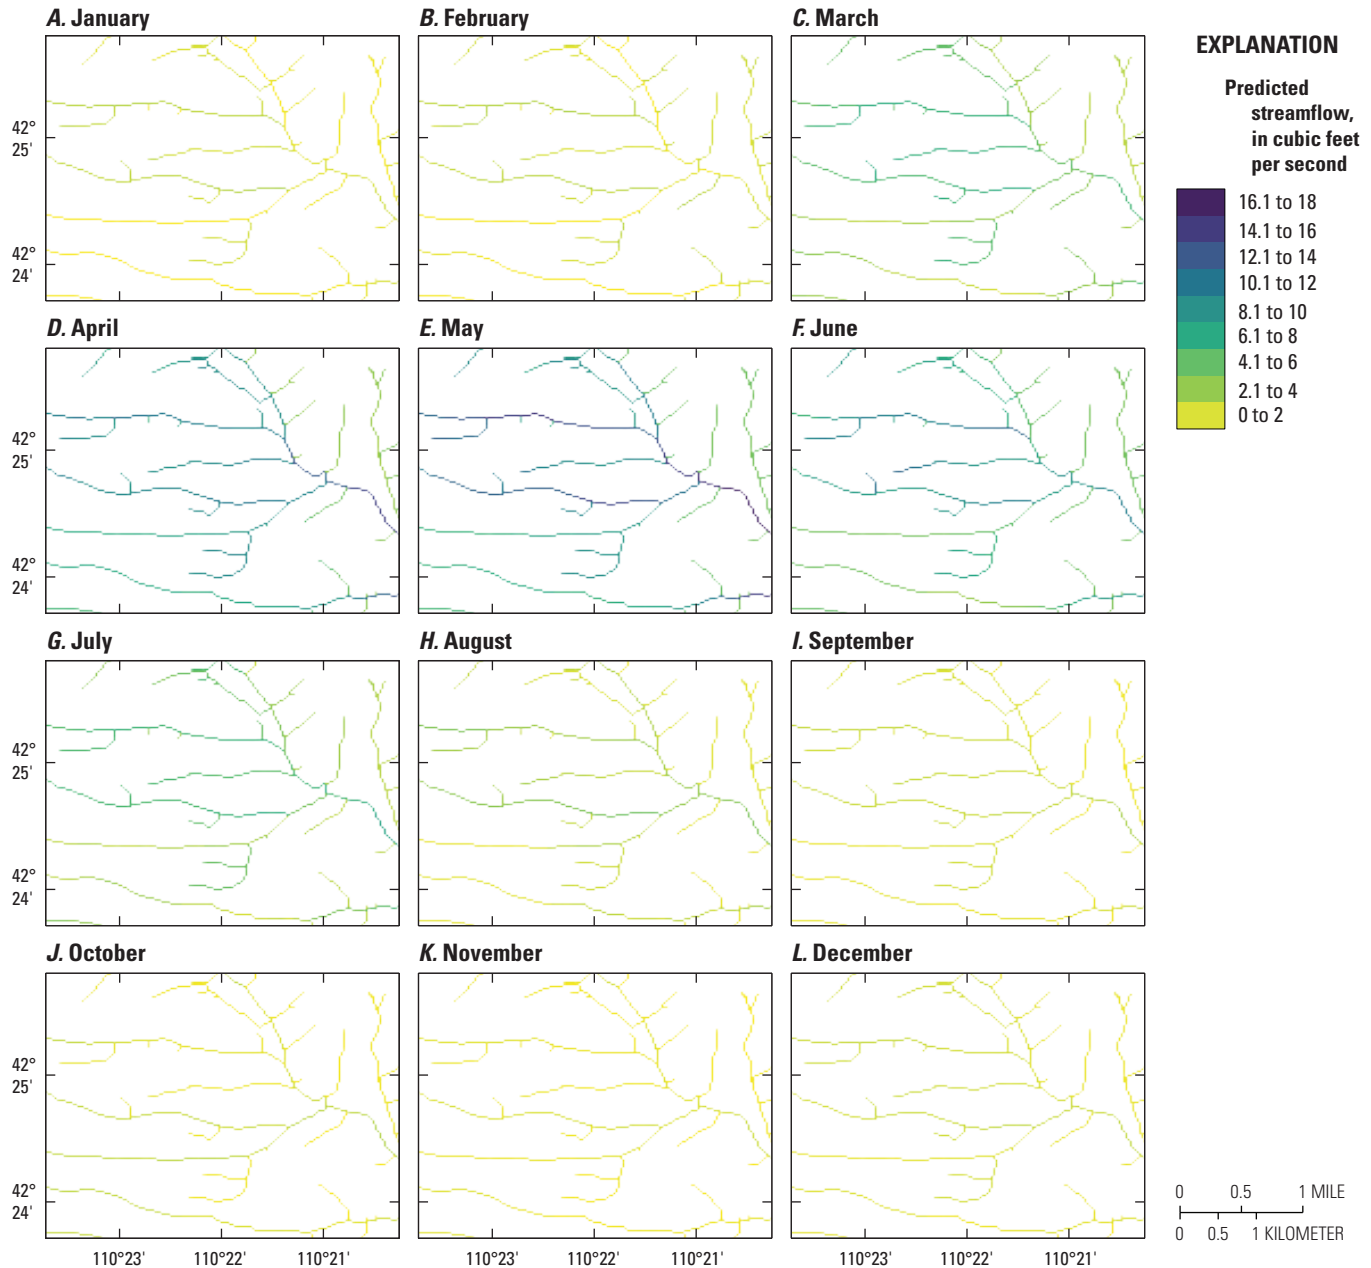 A. January
B. February
C. March
EXPLANATION
Predicted
streamflow,
in cubic feet
per second
16.1 to 18
14.1 to 16
12.1 to 14
10.1 to 12
8.1 to 10
6.1 to 8
4.1 to 6
2.1 to 4
0 to 2
42°
25'
42°
24'
D. April
E. May
F. June
42°
25'
42°
24'
G. July
H. August
I. September
42°
25'
42°
24'
J. October
K. November
L. December
42°
25'
42°
24'
110°23'
110°22'
110°21'
110°23'
110°22'
110°21'
110°23'
110°22'
110°21'
0 0.5 1 MILE
0 0.5 1 KILOMETER